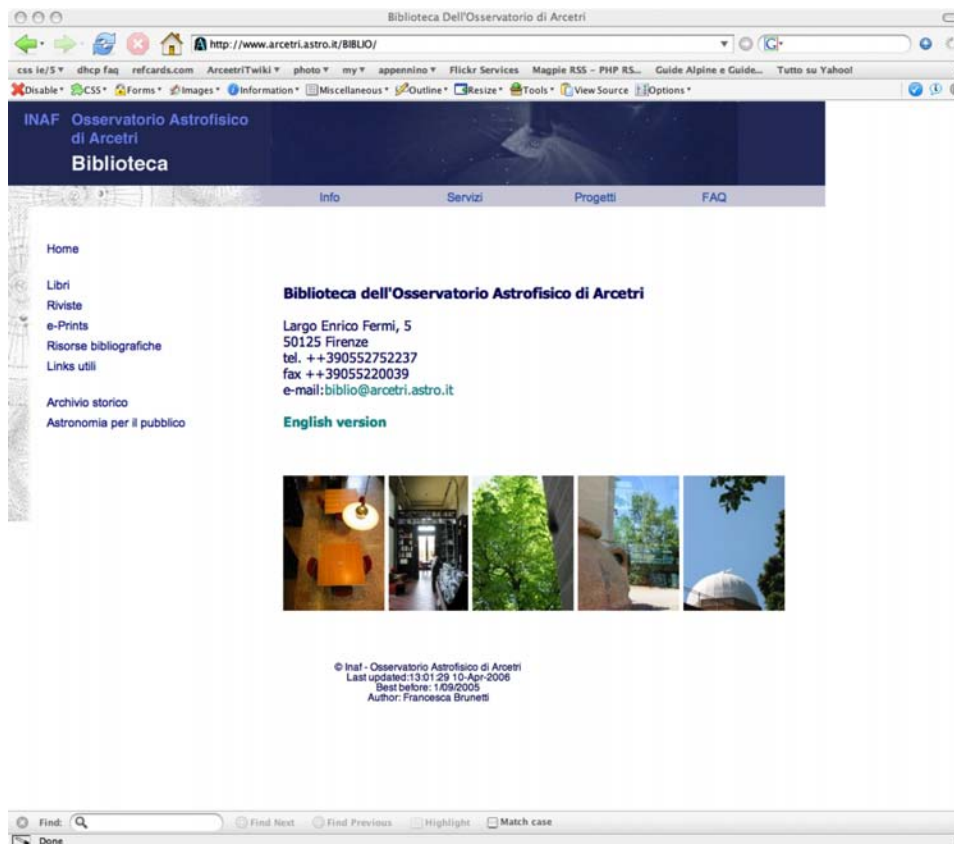 Biblioteca Dell'Osservatorio di Arcetri
http://www.arcetri.astro.it/BIBLIO/
css ie/5 dhcp faq refcards.com ArceetriTwiki photo my appennino Flickr Services Magpie RSS - PHP RS... Guide Alpine e Guide... Tutto su Yahoo!
Disable CSS Forms Images Information Miscellaneous Outline Resize Tools View Source Options
INAF Osservatorio Astrofisico
di Arcetri
Biblioteca
Info Servizi Progetti FAQ
Home
Libri
Riviste
e-Prints
Risorse bibliografiche
Links utili
Archivio storico
Astronomia per il pubblico
Biblioteca dell'Osservatorio Astrofisico di Arcetri
Largo Enrico Fermi, 5
50125 Firenze
tel. ++390552752237
fax ++39055220039
e-mail:biblio@arcetri.astro.it
English version
© Inaf - Osservatorio Astrofisico di Arcetri
Last updated:13:01:29 10-Apr-2006
Best before: 1/09/2005
Author: Francesca Brunetti
Find: Find Next Find Previous Highlight Match case
Done